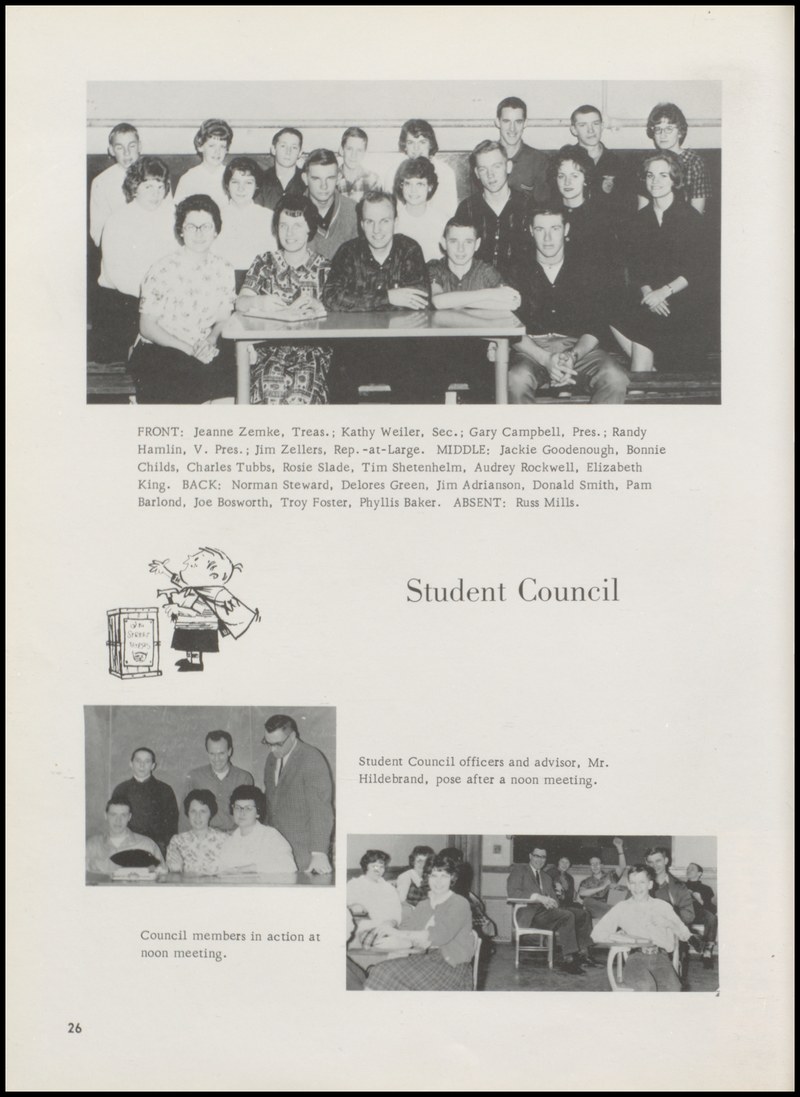 FRONT: Jeanne Zemke, Treas.; Kathy Weiler, Sec.; Gary Campbell, Pres.; Randy
Hamlin, V. Pres.; Jim Zellers, Rep.-at-Large. MIDDLE: Jackie Goodenough, Bonnie
Childs, Charles Tubbs, Rosie Slade, Tim Shetenhelm, Audrey Rockwell, Elizabeth
King. BACK: Norman Steward, Delores Green, Jim Adrianson, Donald Smith, Pam
Barlond, Joe Bosworth, Troy Foster, Phyllis Baker. ABSENT: Russ Mills.
Student Council
Student Council officers and advisor, Mr.
Hildebrand, pose after a noon meeting.
Council members in action at
noon meeting.
26